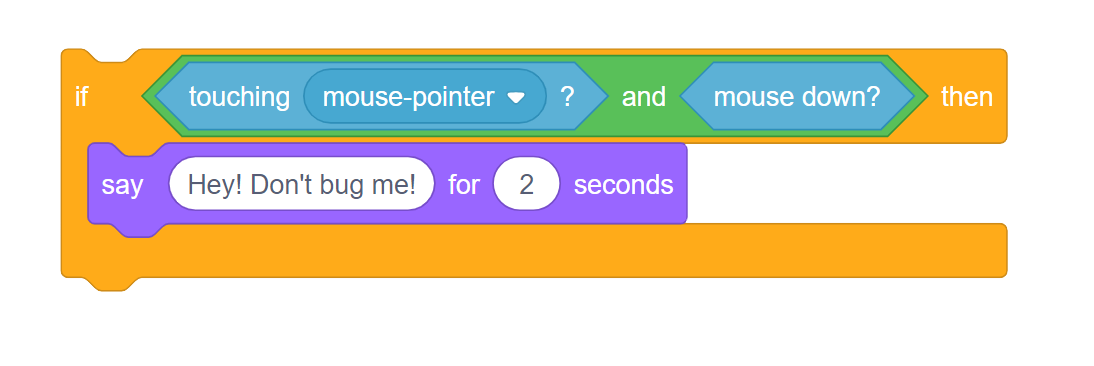 if touching mouse-pointer ? and mouse down? then
say Hey! Don't bug me! for 2 seconds